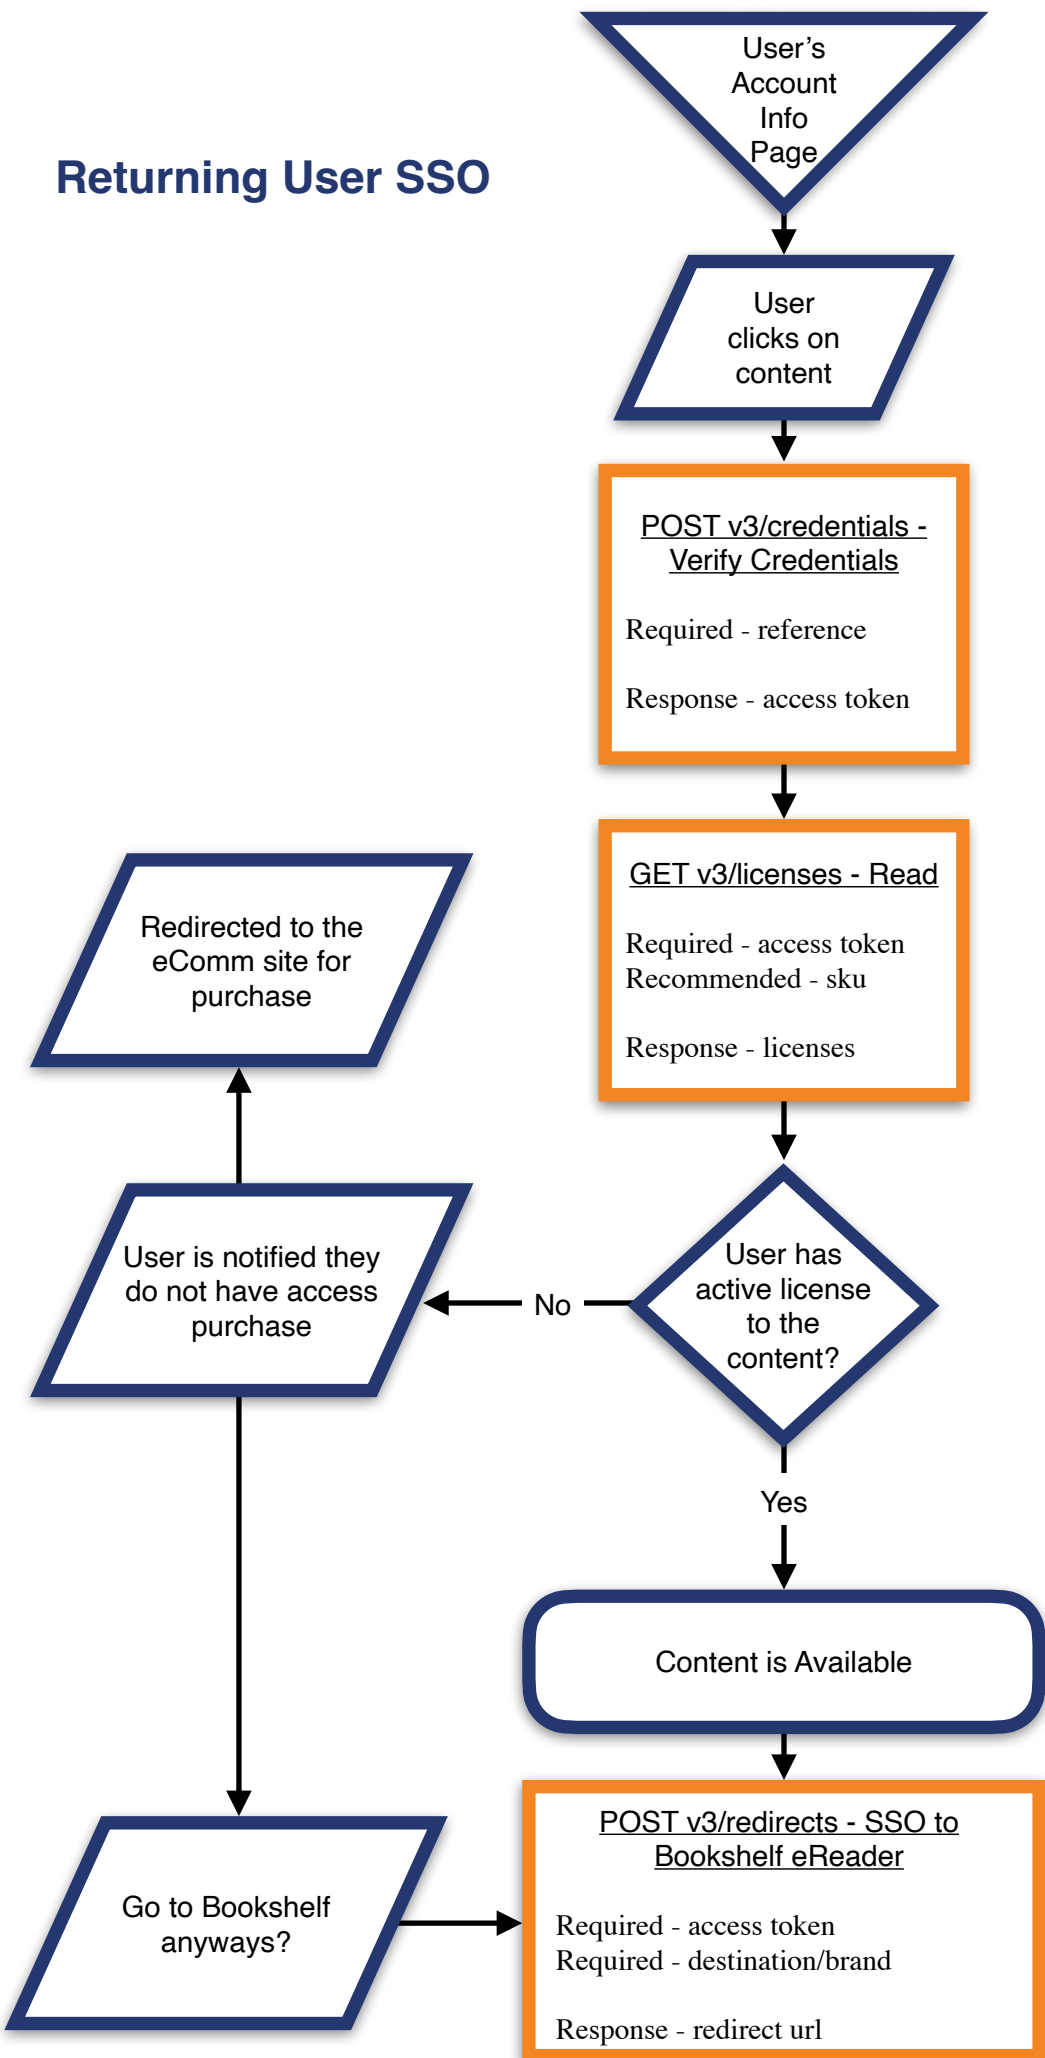 Returning User SSO
User's
Account
Info
Page
User
clicks on
content
POST v3/credentials -
Verify Credentials
Required - reference
Response - access token
GET v3/licenses - Read
Required - access token
Recommended - sku
Response - licenses
Redirected to the
eComm site for
purchase
User is notified they
do not have access
purchase
No
User has
active license
to the
content?
Yes
Content is Available
Go to Bookshelf
anyways?
POST v3/redirects - SSO to
Bookshelf eReader
Required - access token
Required - destination/brand
Response - redirect url